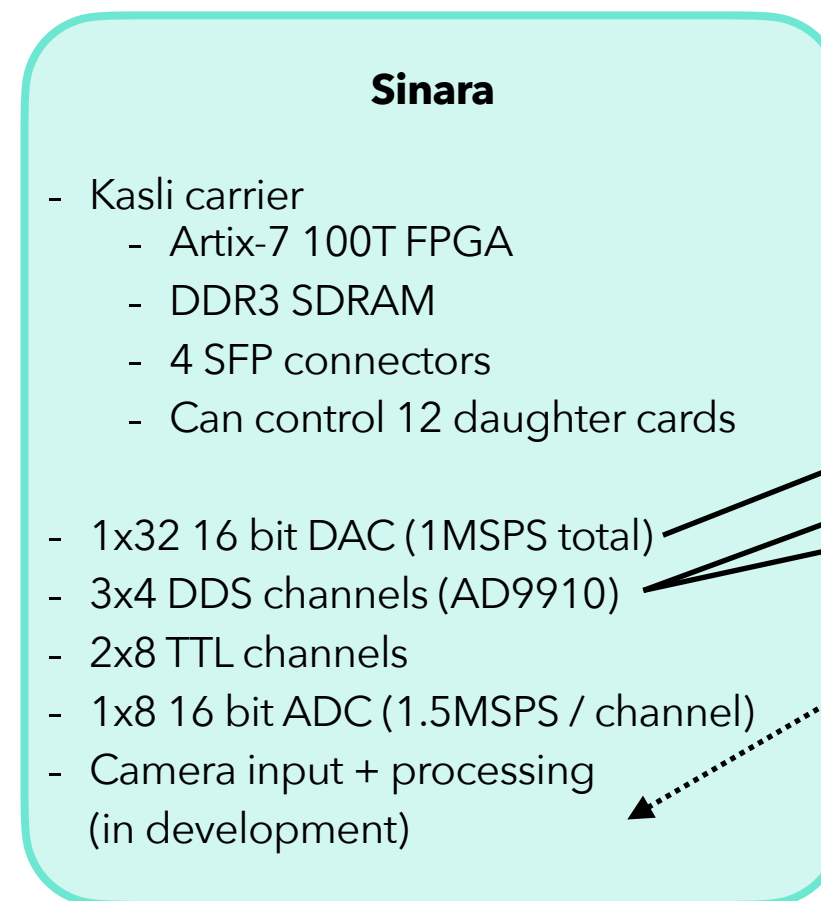 Sinara
- Kasli carrier
- Artix-7 100T FPGA
- DDR3 SDRAM
- 4 SFP connectors
- Can control 12 daughter cards
- 1x32 16 bit DAC (1MSPS total)
- 3x4 DDS channels (AD9910)
- 2x8 TTL channels
- 1x8 16 bit ADC (1.5MSPS / channel)
- Camera input + processing
(in development)